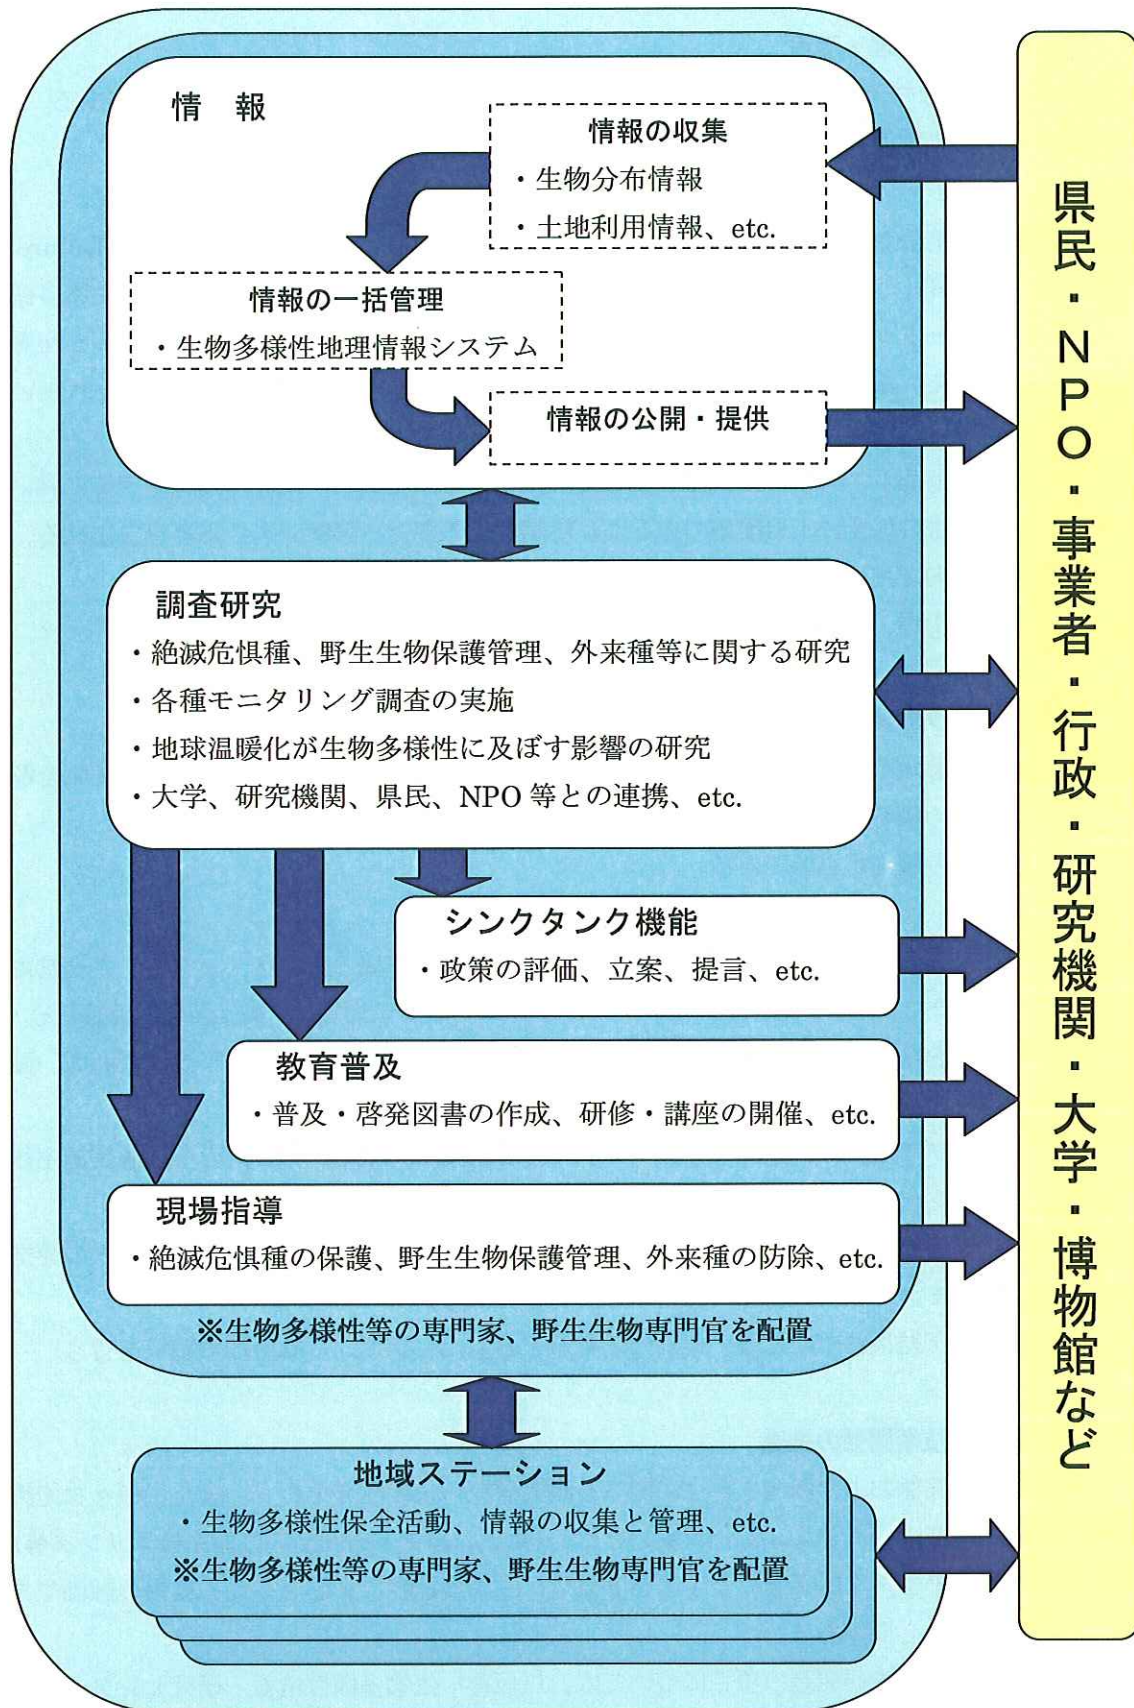 情　報
情報の収集
・生物分布情報
・土地利用情報、etc.
情報の一括管理
・生物多様性地理情報システム
情報の公開・提供
調査研究
・絶滅危惧種、野生生物保護管理、外来種等に関する研究
・各種モニタリング調査の実施
・地球温暖化が生物多様性に及ぼす影響の研究
・大学、研究機関、県民、NPO 等との連携、etc.
シンクタンク機能
・政策の評価、立案、提言、etc.
教育普及
・普及・啓発図書の作成、研修・講座の開催、etc.
現場指導
・絶滅危惧種の保護、野生生物保護管理、外来種の防除、etc.
※生物多様性等の専門家、野生生物専門官を配置
地域ステーション
・生物多様性保全活動、情報の収集と管理、etc.
※生物多様性等の専門家、野生生物専門官を配置
県民・ＮＰＯ・事業者・行政・研究機関・大学・博物館など